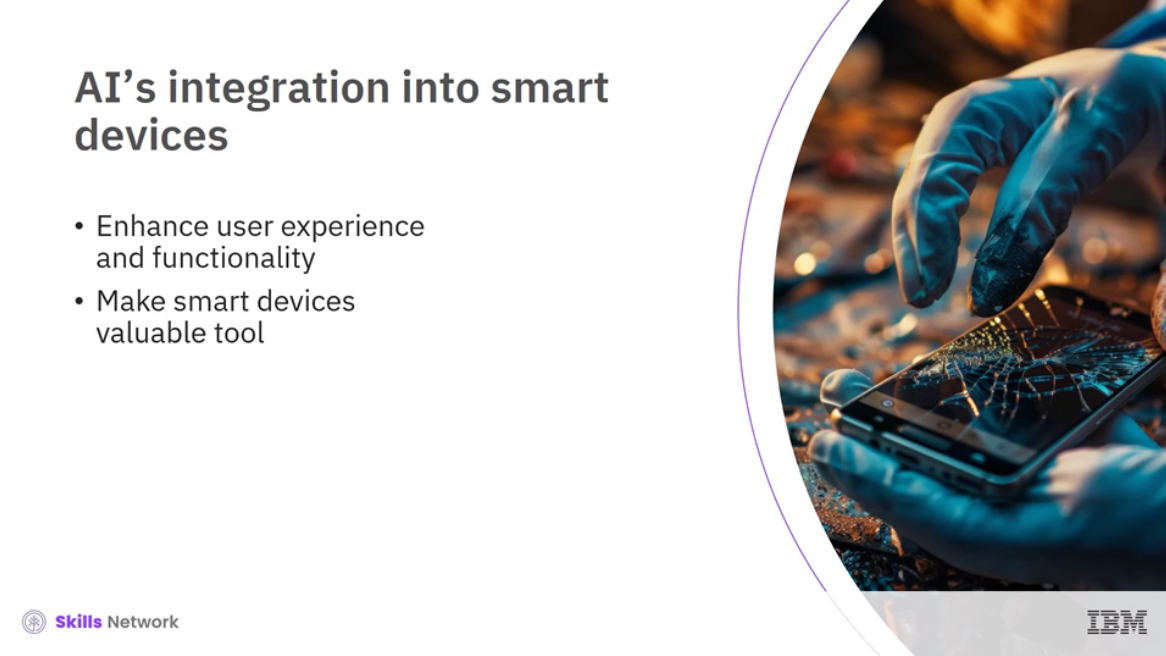 AI’s integration into smart
devices
• Enhance user experience
and functionality
• Make smart devices
valuable tool
Skills Network
IBM